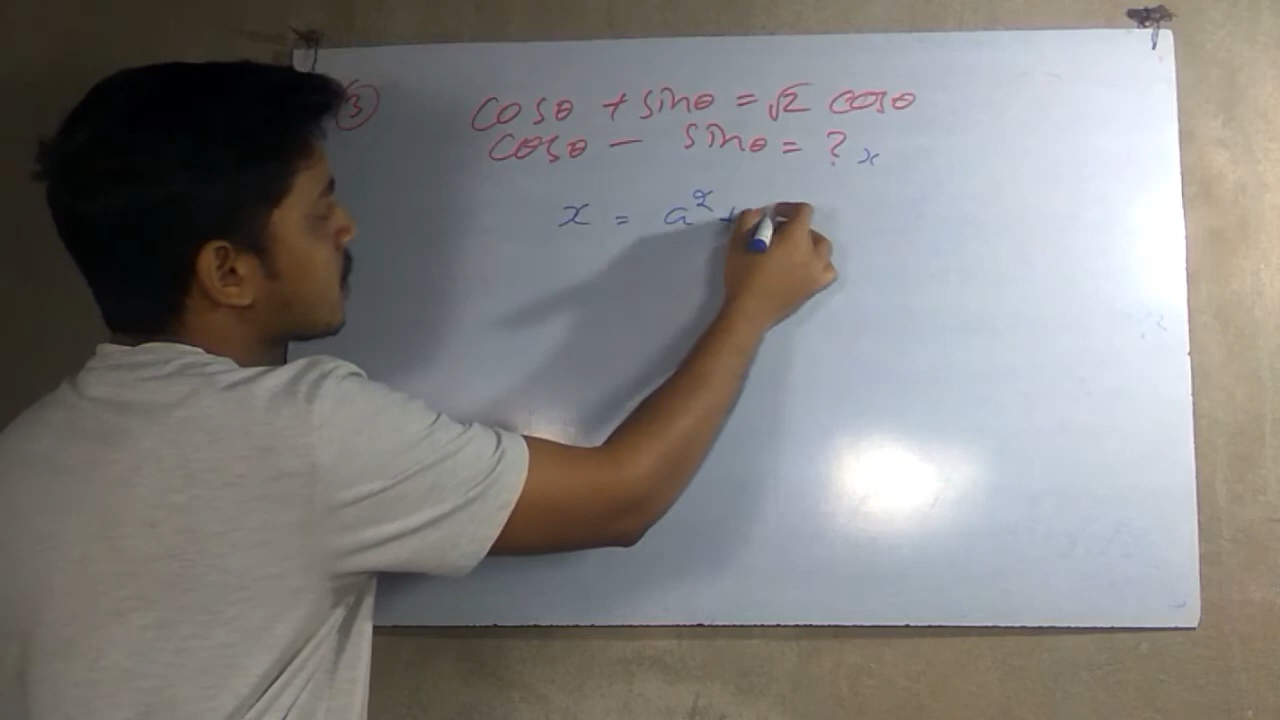 ③ cosθ + sinθ = √2 cosθ
cosθ - sinθ = ? x
x = a² +